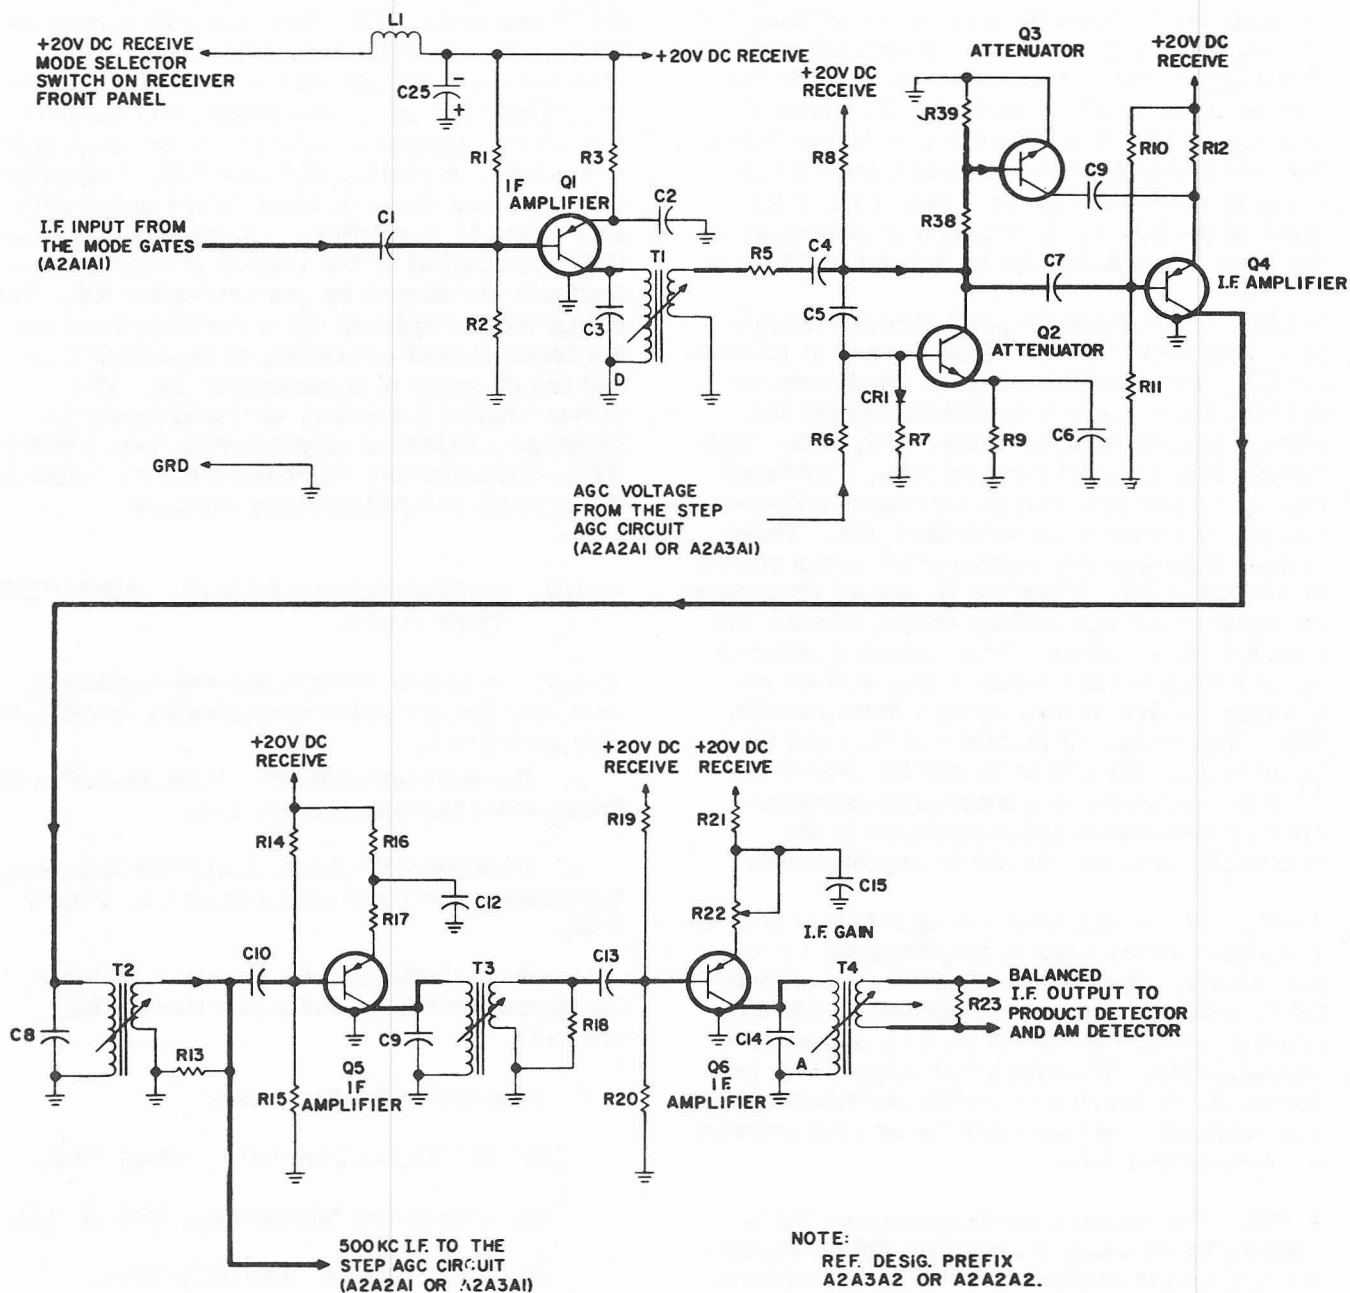 L1
+20V DC RECEIVE
MODE SELECTOR
SWITCH ON RECEIVER
FRONT PANEL
C25
-
+
+20V DC RECEIVE
R1
R3
Q1
IF
AMPLIFIER
C2
I.F. INPUT FROM
THE MODE GATES
(A2A1A1)
C1
T1
C3
D
R2
GRD
+20V DC
RECEIVE
R8
R5
C4
C5
CR1
R6
R7
R9
C6
Q2
ATTENUATOR
AGC VOLTAGE
FROM THE STEP
AGC CIRCUIT
(A2A2A1 OR A2A3A1)
Q3
ATTENUATOR
R39
R38
C9
C7
+20V DC
RECEIVE
R10
R12
R11
Q4
I.F. AMPLIFIER
+20V DC
RECEIVE
R14
R16
C12
R17
C10
T2
C8
R13
R15
Q5
IF
AMPLIFIER
C9
T3
R18
C13
+20V DC
RECEIVE
+20V DC
RECEIVE
R19
R21
C15
R22
I.F. GAIN
R20
Q6
I F
AMPLIFIER
C14
A
T4
R23
BALANCED
I.F. OUTPUT TO
PRODUCT DETECTOR
AND AM DETECTOR
500KC I.F. TO THE
STEP AGC CIRCUIT
(A2A2A1 OR A2A3A1)
NOTE:
REF. DESIG. PREFIX
A2A3A2 OR A2A2A2.